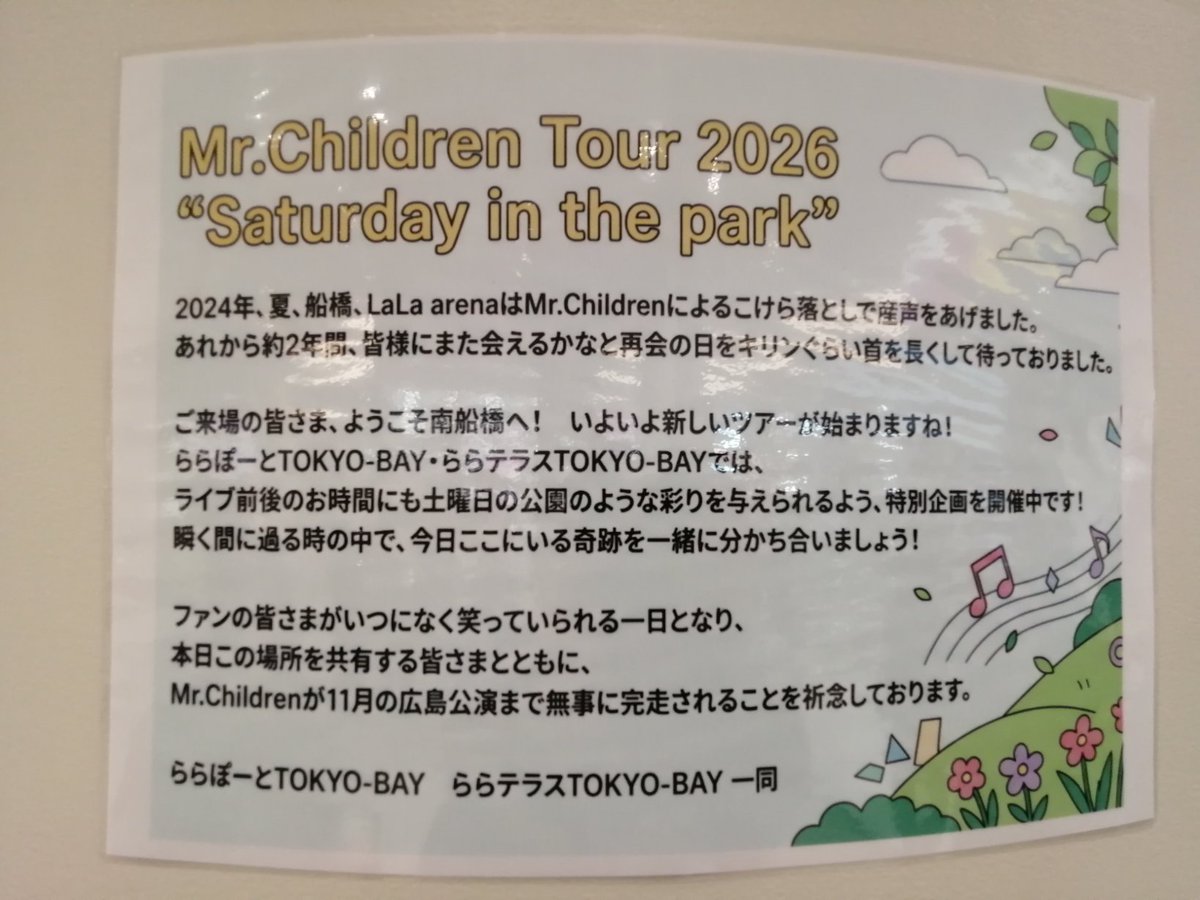 Mr.Children Tour 2026
“Saturday in the park”
2024年、夏、船橋、LaLa arenaはMr.Childrenによるこけら落としで産声をあげました。
あれから約2年間、皆様にまた会えるかなと再会の日をキリンぐらい首を長くして待っておりました。
ご来場の皆さま、ようこそ南船橋へ！　いよいよ新しいツアーが始まりますね！
ららぽーとTOKYO-BAY・ららテラスTOKYO-BAYでは、
ライブ前後のお時間にも土曜日の公園のような彩りを与えられるよう、特別企画を開催中です！
瞬く間に過る時の中で、今日ここにいる奇跡を一緒に分かち合いましょう！
ファンの皆さまがいつになく笑っていられる一日となり、
本日この場所を共有する皆さまとともに、
Mr.Childrenが11月の広島公演まで無事に完走されることを祈念しております。
ららぽーとTOKYO-BAY　ららテラスTOKYO-BAY 一同